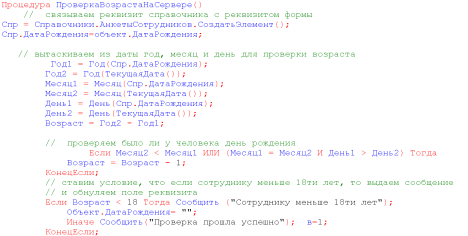 Процедура ПроверкаВозрастаНаСервере()
// связываем реквизит справочника с реквизитом формы
Спр = Справочники.АнкетыСотрудников.СоздатьЭлемент();
Спр.ДатаРождения=объект.ДатаРождения;
// вытаскиваем из даты год, месяц и день для проверки возраста
Год1 = Год(Спр.ДатаРождения);
Год2 = Год(ТекущаяДата());
Месяц1 = Месяц(Спр.ДатаРождения);
Месяц2 = Месяц(ТекущаяДата());
День1 = День(Спр.ДатаРождения);
День2 = День(ТекущаяДата());
Возраст = Год2 - Год1;
// проверяем было ли у человека день рождения
Если Месяц2 < Месяц1 ИЛИ (Месяц1 = Месяц2 И День1 > День2) Тогда
Возраст = Возраст - 1;
КонецЕсли;
// ставим условие, что если сотруднику меньше 18ти лет, то выдаем сообщение
// и обнуляем поле реквизита
Если Возраст < 18 Тогда Сообщить ("Сотруднику меньше 18ти лет");
Объект.ДатаРождения= "";
Иначе Сообщить("Проверка прошла успешно"); в=1;
КонецЕсли;